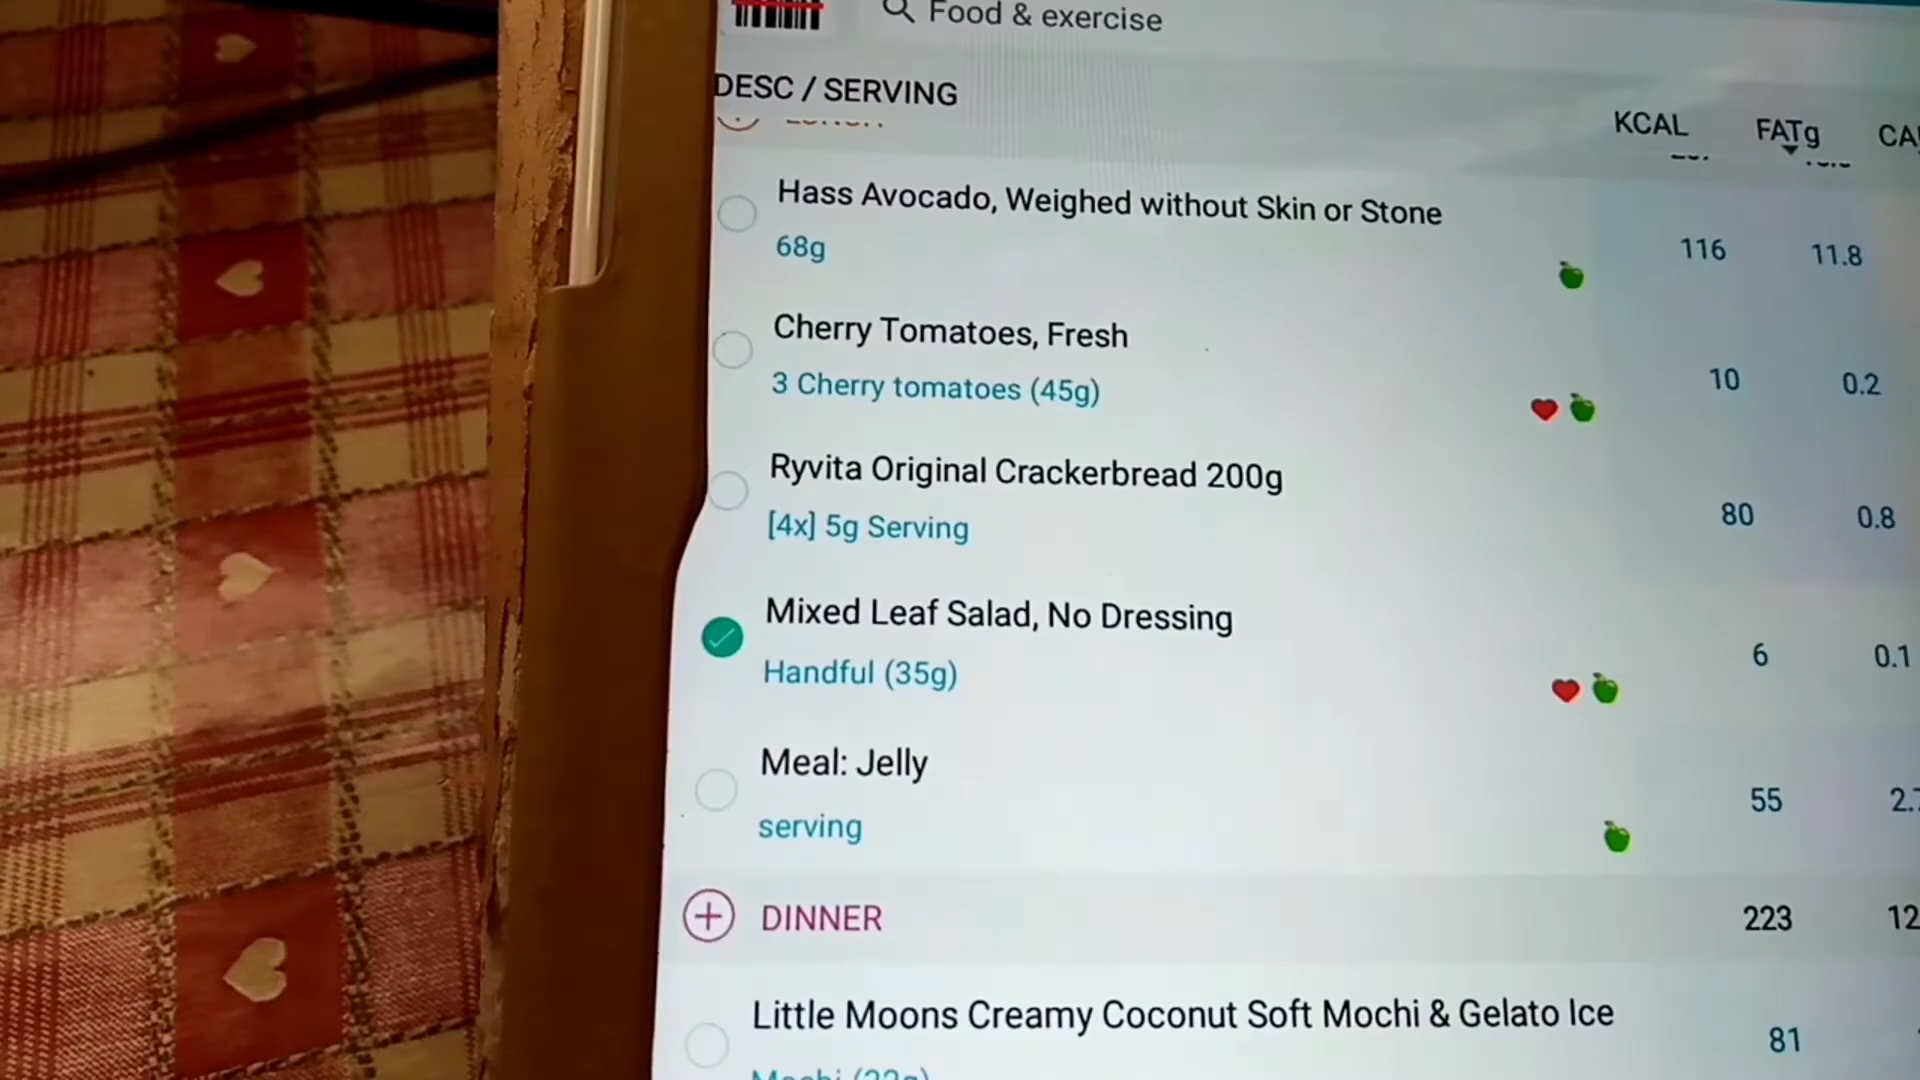 Food & exercise
DESC / SERVING
KCAL FATg
Hass Avocado, Weighed without Skin or Stone
68g
116 11.8
Cherry Tomatoes, Fresh
3 Cherry tomatoes (45g)
10 0.2
Ryvita Original Crackerbread 200g
[4x] 5g Serving
80 0.8
Mixed Leaf Salad, No Dressing
Handful (35g)
6 0.1
Meal: Jelly
serving
55
DINNER
223
Little Moons Creamy Coconut Soft Mochi & Gelato Ice
81